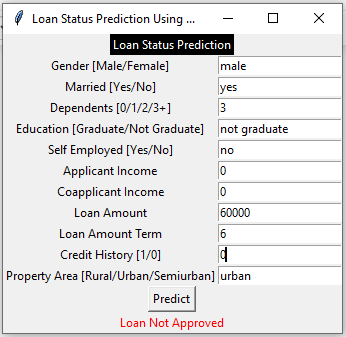 Loan Status Prediction Using ...
Loan Status Prediction
Gender [Male/Female] male
Married [Yes/No] yes
Dependents [0/1/2/3+] 3
Education [Graduate/Not Graduate] not graduate
Self Employed [Yes/No] no
Applicant Income 0
Coapplicant Income 0
Loan Amount 60000
Loan Amount Term 6
Credit History [1/0] 0
Property Area [Rural/Urban/Semiurban] urban
Predict
Loan Not Approved